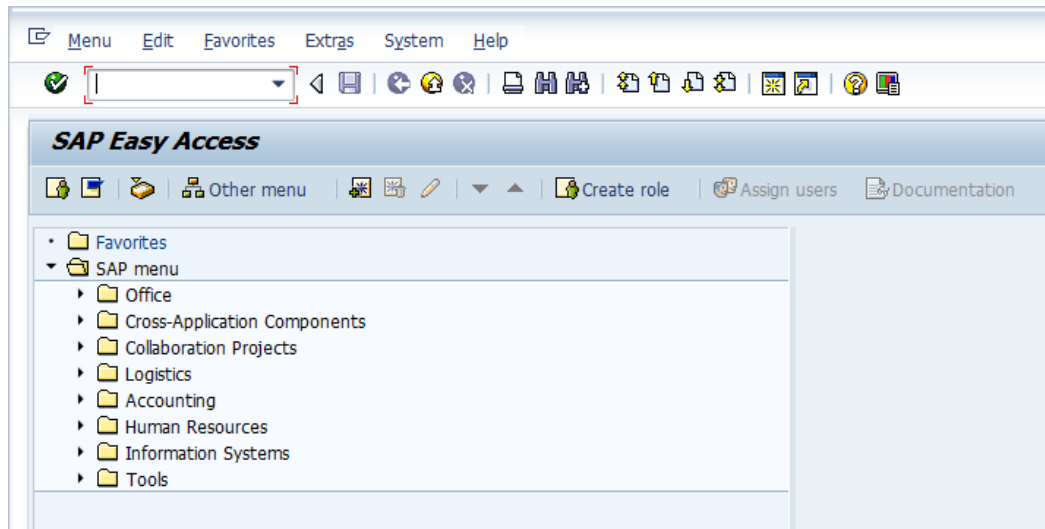 Menu Edit Favorites Extras System Help
SAP Easy Access
Other menu Create role Assign users Documentation
Favorites
SAP menu
Office
Cross-Application Components
Collaboration Projects
Logistics
Accounting
Human Resources
Information Systems
Tools